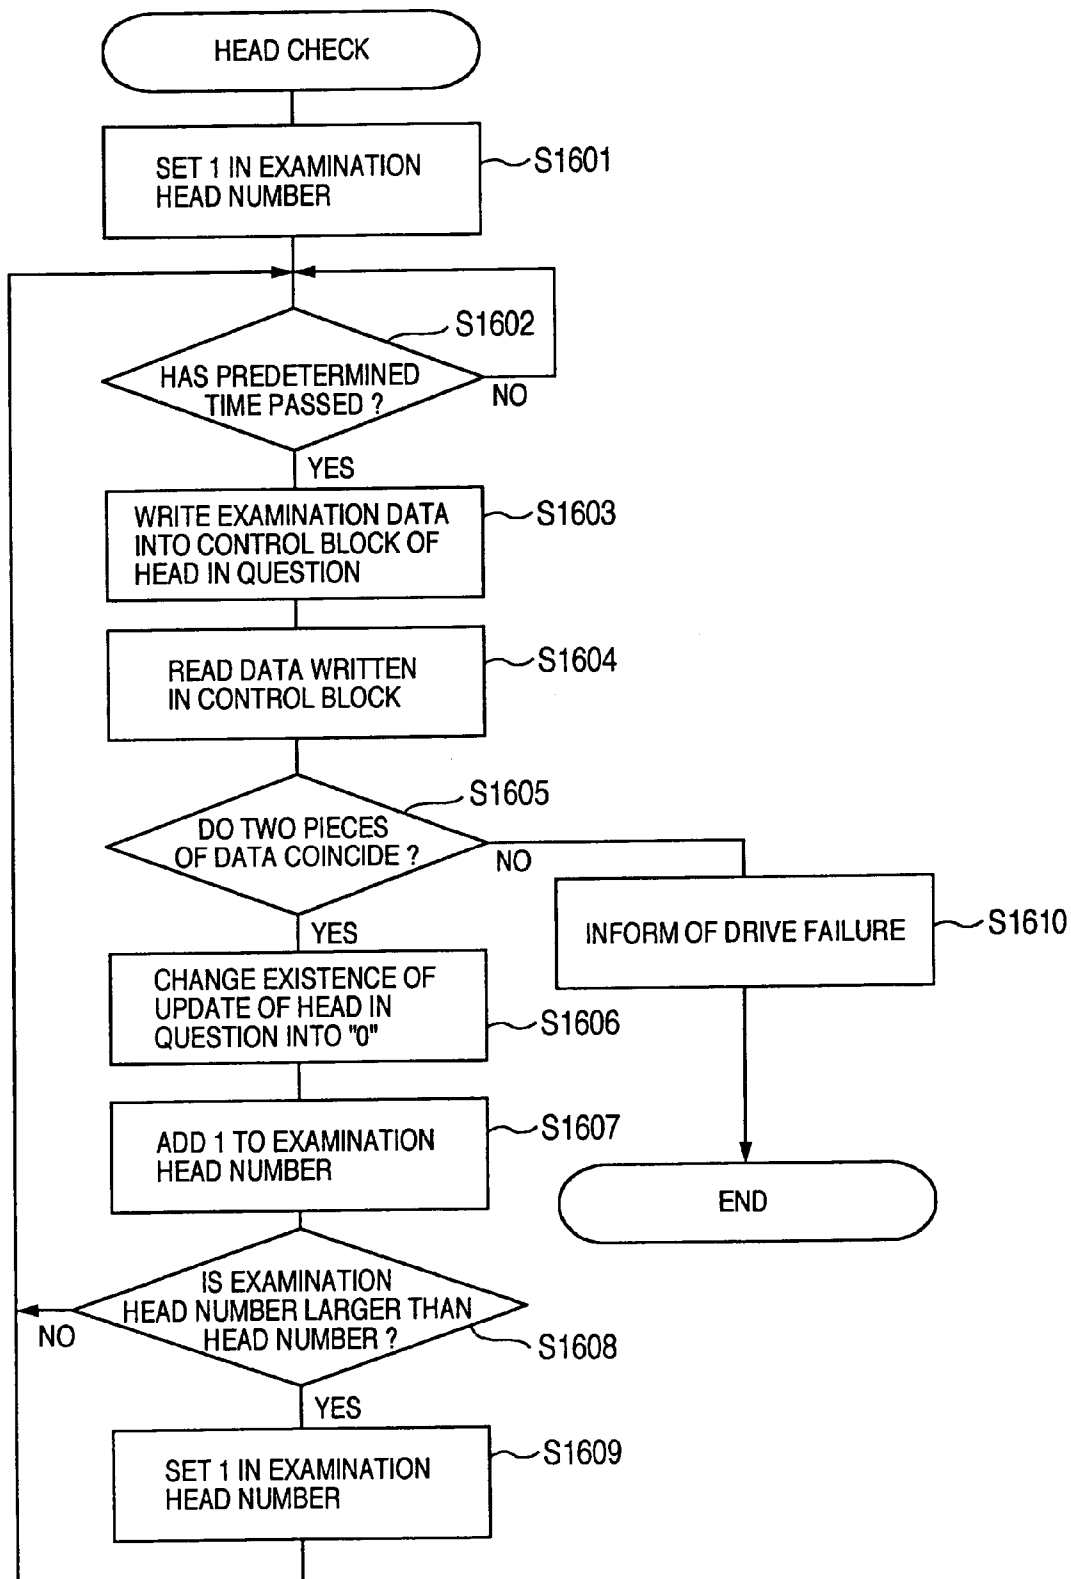 HEAD CHECK
SET 1 IN EXAMINATION
HEAD NUMBER
S1601
S1602
HAS PREDETERMINED
TIME PASSED ?
NO
YES
WRITE EXAMINATION DATA
INTO CONTROL BLOCK OF
HEAD IN QUESTION
S1603
READ DATA WRITTEN
IN CONTROL BLOCK
S1604
S1605
DO TWO PIECES
OF DATA COINCIDE ?
NO
YES
INFORM OF DRIVE FAILURE
S1610
CHANGE EXISTENCE OF
UPDATE OF HEAD IN
QUESTION INTO "0"
S1606
ADD 1 TO EXAMINATION
HEAD NUMBER
S1607
END
IS EXAMINATION
HEAD NUMBER LARGER THAN
HEAD NUMBER ?
NO
S1608
YES
SET 1 IN EXAMINATION
HEAD NUMBER
S1609